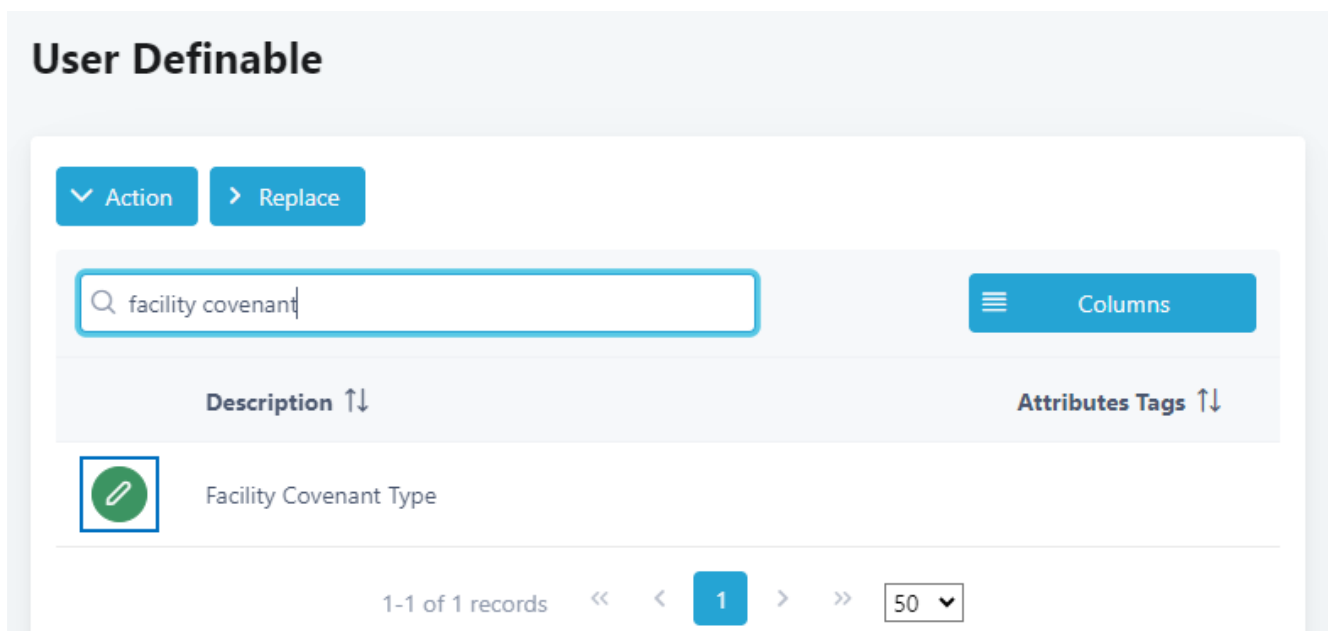 User Definable
Action Replace
facility covenant Columns
Description Attributes Tags
Facility Covenant Type
1-1 of 1 records « < 1 > » 50